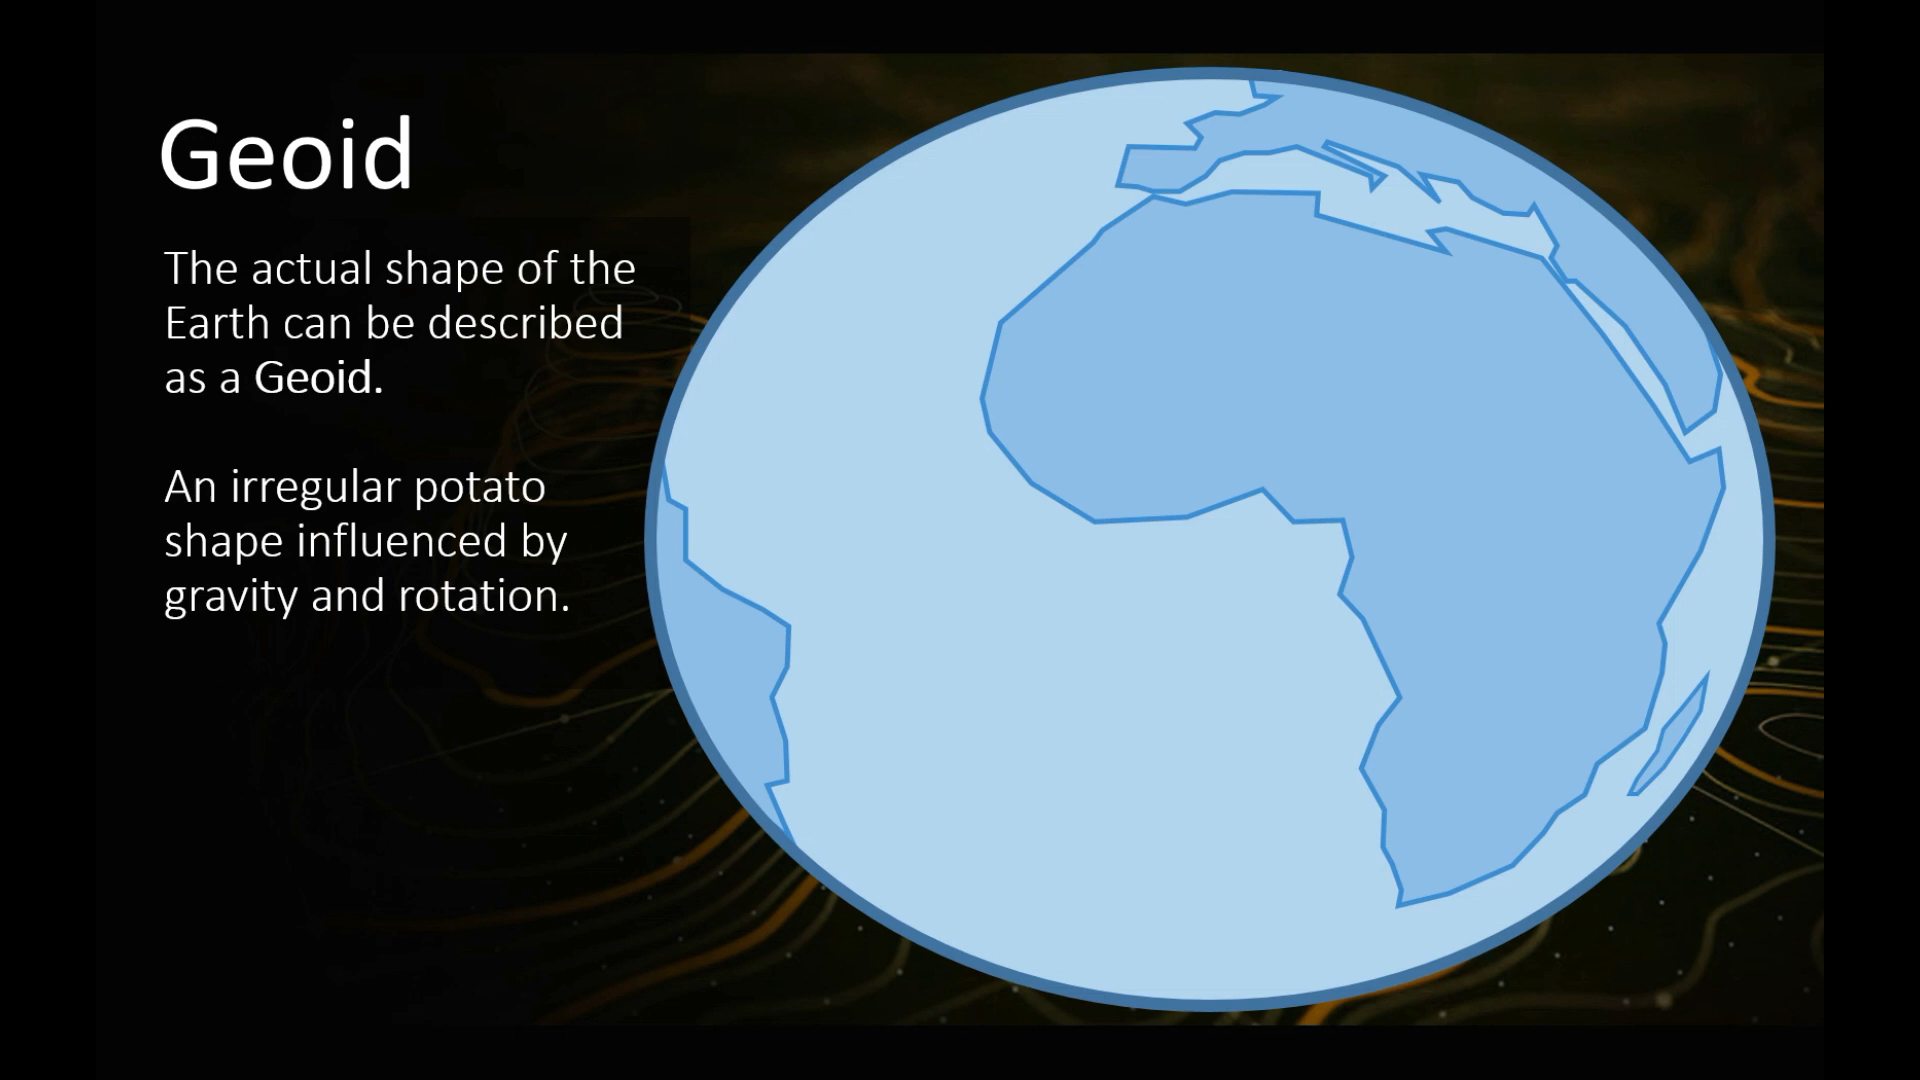 Geoid
The actual shape of the
Earth can be described
as a Geoid.
An irregular potato
shape influenced by
gravity and rotation.